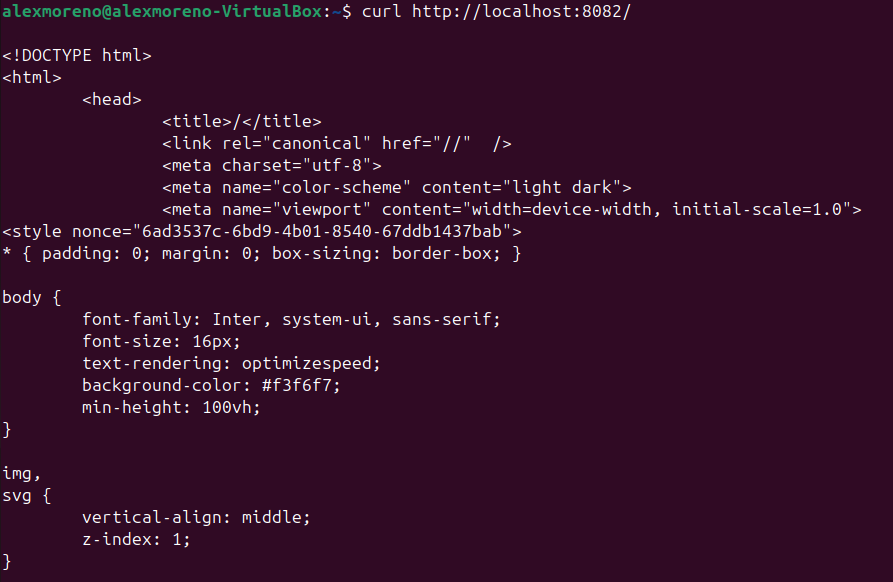 alexmoreno@alexmoreno-VirtualBox:~$ curl http://localhost:8082/
<!DOCTYPE html>
<html>
<head>
<title>/</title>
<link rel="canonical" href="//"  />
<meta charset="utf-8">
<meta name="color-scheme" content="light dark">
<meta name="viewport" content="width=device-width, initial-scale=1.0">
<style nonce="6ad3537c-6bd9-4b01-8540-67ddb1437bab">
* { padding: 0; margin: 0; box-sizing: border-box; }
body {
font-family: Inter, system-ui, sans-serif;
font-size: 16px;
text-rendering: optimizespeed;
background-color: #f3f6f7;
min-height: 100vh;
}
img,
svg {
vertical-align: middle;
z-index: 1;
}